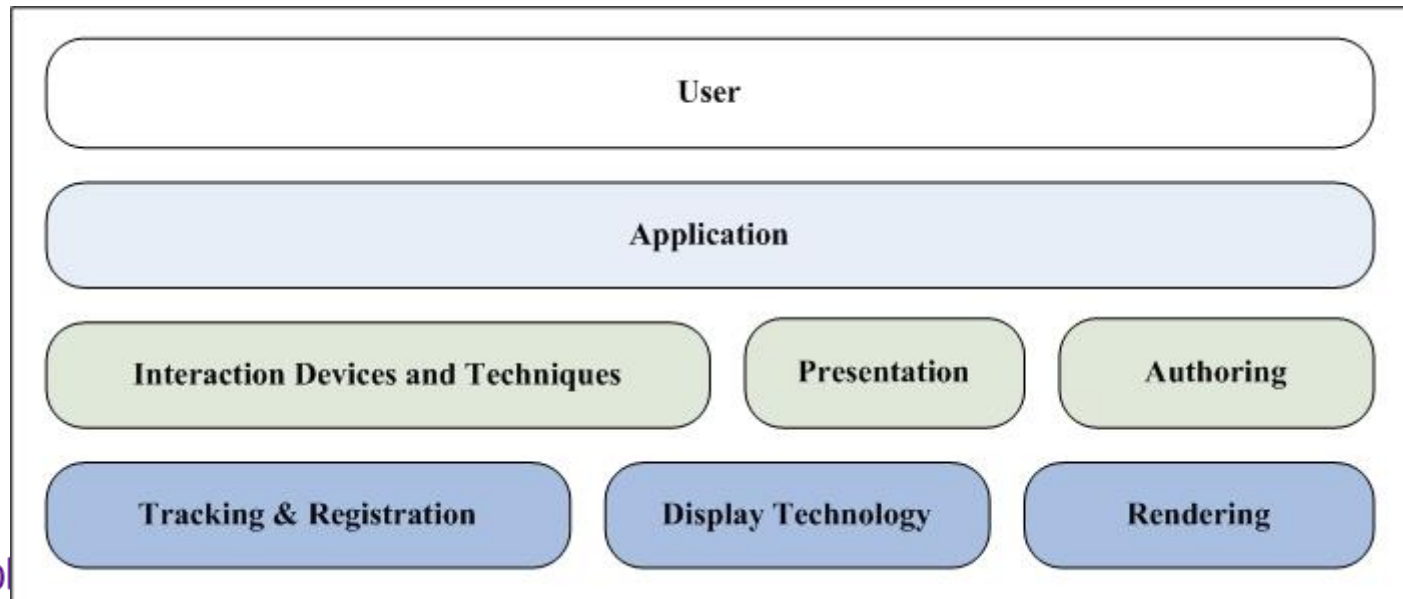 User
Application
Interaction Devices and Techniques
Presentation
Authoring
Tracking & Registration
Display Technology
Rendering